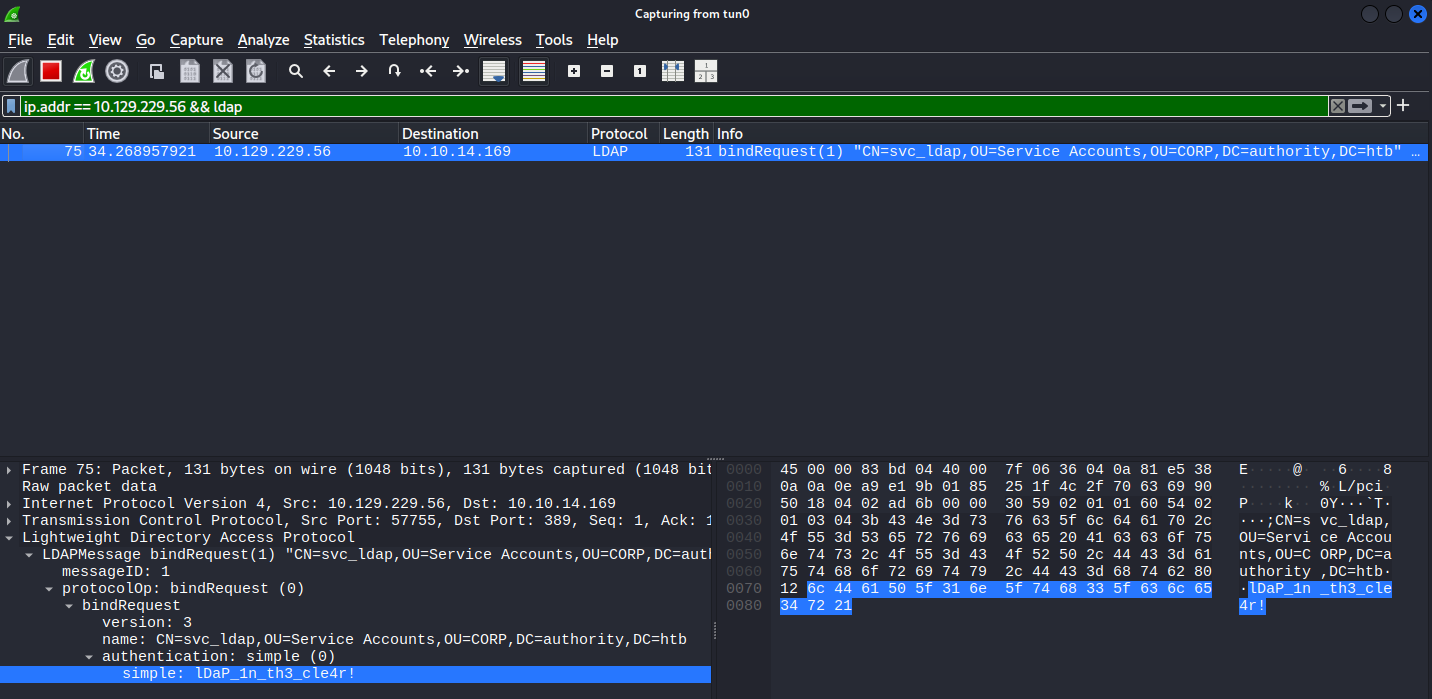 Capturing from tun0
File Edit View Go Capture Analyze Statistics Telephony Wireless Tools Help
ip.addr == 10.129.229.56 && ldap
No. Time Source Destination Protocol Length Info
75 34.268957921 10.129.229.56 10.10.14.169 LDAP 131 bindRequest(1) "CN=svc_ldap,OU=Service Accounts,OU=CORP,DC=authority,DC=htb" …
Frame 75: Packet, 131 bytes on wire (1048 bits), 131 bytes captured (1048 bit
Raw packet data
Internet Protocol Version 4, Src: 10.129.229.56, Dst: 10.10.14.169
Transmission Control Protocol, Src Port: 57755, Dst Port: 389, Seq: 1, Ack: 1
Lightweight Directory Access Protocol
LDAPMessage bindRequest(1) "CN=svc_ldap,OU=Service Accounts,OU=CORP,DC=auth
messageID: 1
protocolOp: bindRequest (0)
bindRequest
version: 3
name: CN=svc_ldap,OU=Service Accounts,OU=CORP,DC=authority,DC=htb
authentication: simple (0)
simple: lDaP_1n_th3_cle4r!
0000 45 00 00 83 bd 04 40 00 7f 06 36 04 0a 81 e5 38 E·····@· ··6····8
0010 0a 0a 0e a9 e1 9b 01 85 25 1f 4c 2f 70 63 69 90 ········ %·L/pci·
0020 50 18 04 02 ad 6b 00 00 30 59 02 01 01 60 54 02 P····k·· 0Y···`T·
0030 01 03 04 3b 43 4e 3d 73 76 63 5f 6c 64 61 70 2c ···;CN=s vc_ldap,
0040 4f 55 3d 53 65 72 76 69 63 65 20 41 63 63 6f 75 OU=Servi ce Accou
0050 6e 74 73 2c 4f 55 3d 43 4f 52 50 2c 44 43 3d 61 nts,OU=C ORP,DC=a
0060 75 74 68 6f 72 69 74 79 2c 44 43 3d 68 74 62 80 uthority ,DC=htb·
0070 12 6c 44 61 50 5f 31 6e 5f 74 68 33 5f 63 6c 65 ·lDaP_1n _th3_cle
0080 34 72 21 4r!